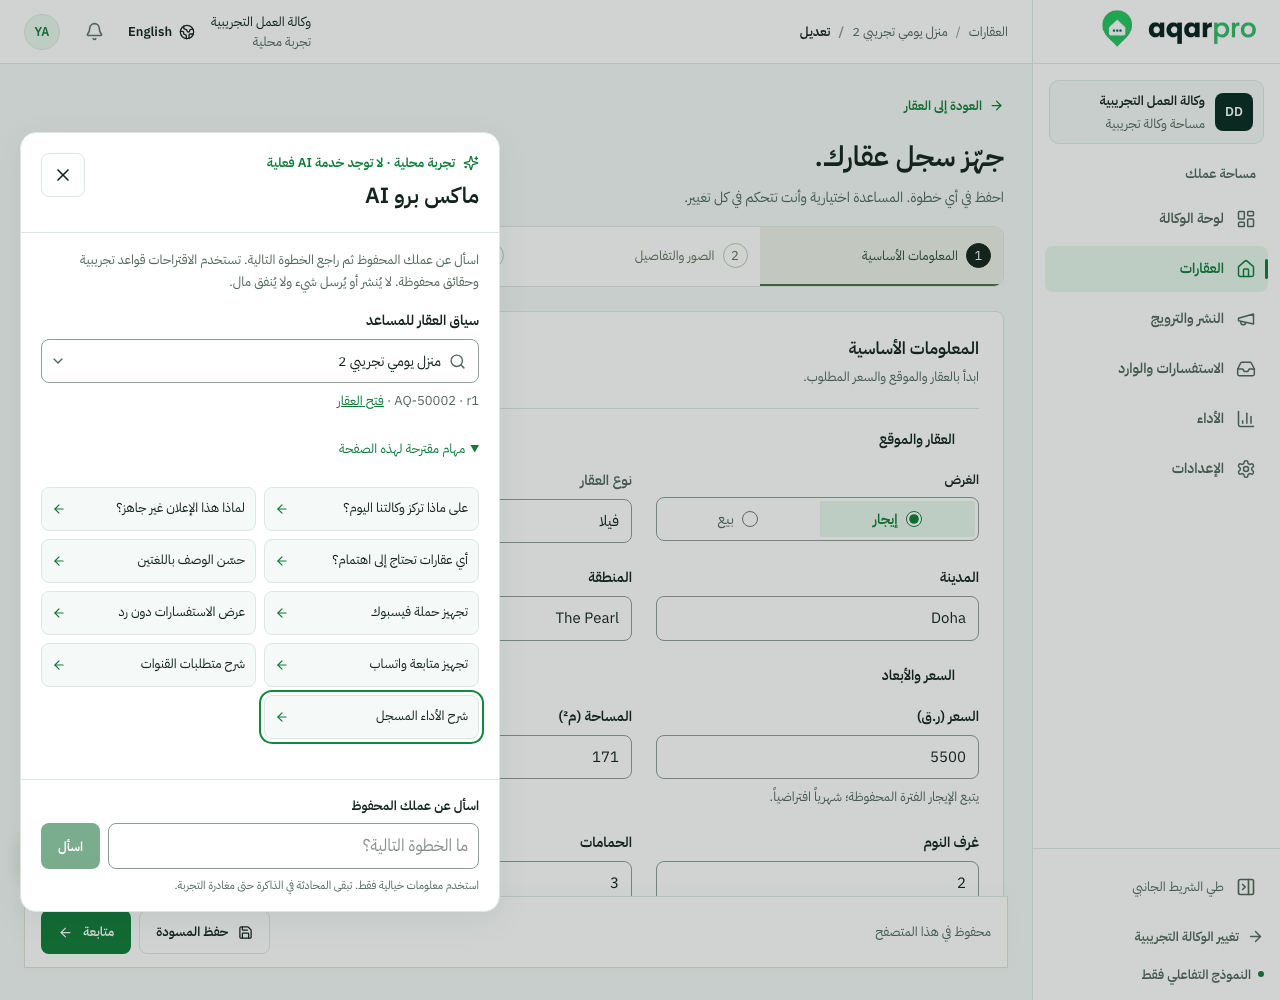 aqarpro
العقارات / منزل يومي تجريبي 2 / تعديل
وكالة العمل التجريبية
تجربة محلية
English
YA
DD
وكالة العمل التجريبية
مساحة وكالة تجريبية
مساحة عملك
لوحة الوكالة
العقارات
النشر والترويج
الاستفسارات والوارد
الأداء
الإعدادات
طي الشريط الجانبي
تغيير الوكالة التجريبية
النموذج التفاعلي فقط
العودة إلى العقار
جهّز سجل عقارك.
احفظ في أي خطوة. المساعدة اختيارية وأنت تتحكم في كل تغيير.
1 المعلومات الأساسية
2 الصور والتفاصيل
المعلومات الأساسية
ابدأ بالعقار والموقع والسعر المطلوب.
العقار والموقع
الغرض
نوع العقار
إيجار
بيع
فيلا
المدينة
المنطقة
Doha
The Pearl
السعر والأبعاد
السعر (ر.ق)
المساحة (م²)
5500
171
يتبع الإيجار الفترة المحفوظة؛ شهرياً افتراضياً.
غرف النوم
الحمامات
2
3
محفوظ في هذا المتصفح
حفظ المسودة
متابعة
تجربة محلية · لا توجد خدمة AI فعلية
ماكس برو AI
اسأل عن عملك المحفوظ ثم راجع الخطوة التالية. تستخدم الاقتراحات قواعد تجريبية
وحقائق محفوظة. لا يُنشر أو يُرسل شيء ولا يُنفق مال.
سياق العقار للمساعد
منزل يومي تجريبي 2
AQ-50002 · r1 · فتح العقار
مهام مقترحة لهذه الصفحة
على ماذا تركز وكالتنا اليوم؟
لماذا هذا الإعلان غير جاهز؟
أي عقارات تحتاج إلى اهتمام؟
حسّن الوصف باللغتين
تجهيز حملة فيسبوك
عرض الاستفسارات دون رد
تجهيز متابعة واتساب
شرح متطلبات القنوات
شرح الأداء المسجل
اسأل عن عملك المحفوظ
ما الخطوة التالية؟
اسأل
استخدم معلومات خيالية فقط. تبقى المحادثة في الذاكرة حتى مغادرة التجربة.